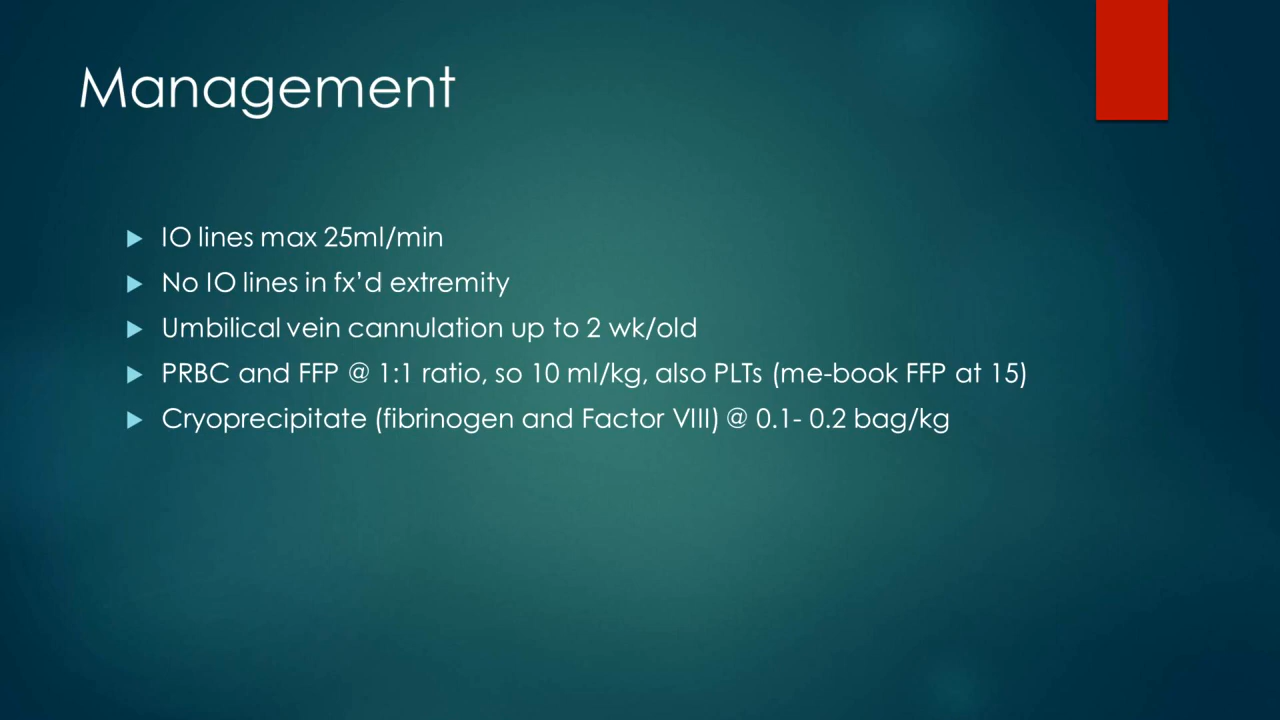 Management
IO lines max 25ml/min
No IO lines in fx’d extremity
Umbilical vein cannulation up to 2 wk/old
PRBC and FFP @ 1:1 ratio, so 10 ml/kg, also PLTs (me-book FFP at 15)
Cryoprecipitate (fibrinogen and Factor VIII) @ 0.1- 0.2 bag/kg